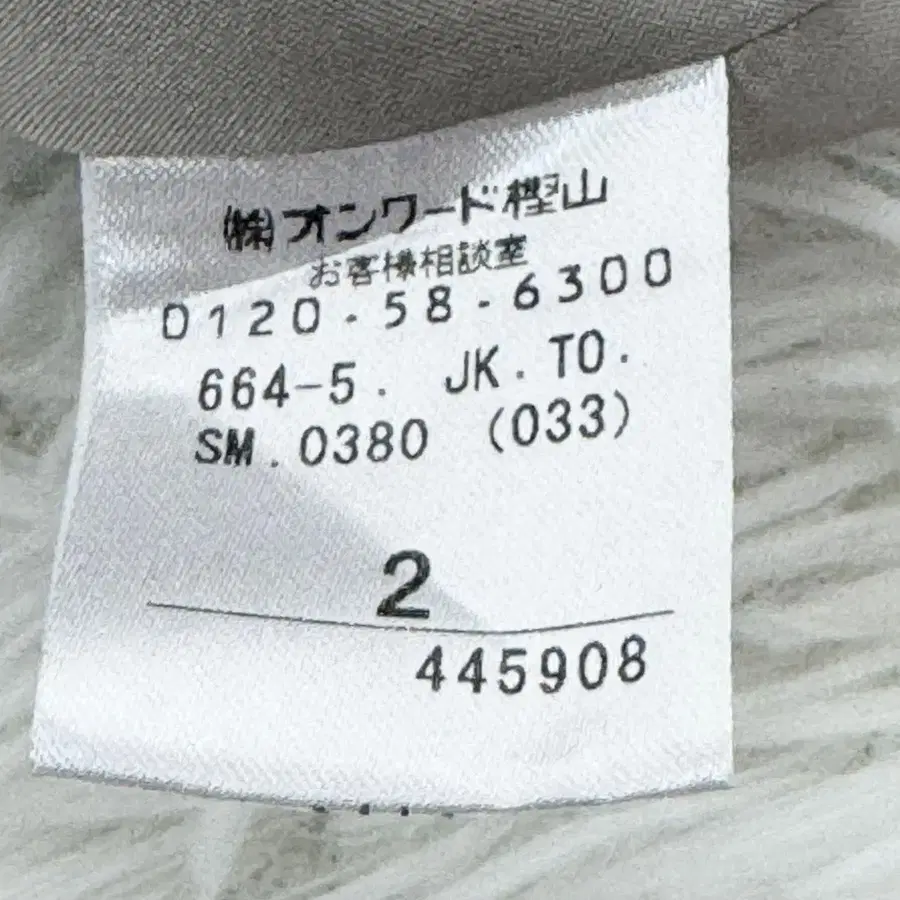 ㈱オンワード樫山
お客様相談室
0120-58-6300
664-5. JK.TO.
SM.0380 (033)
2
445908